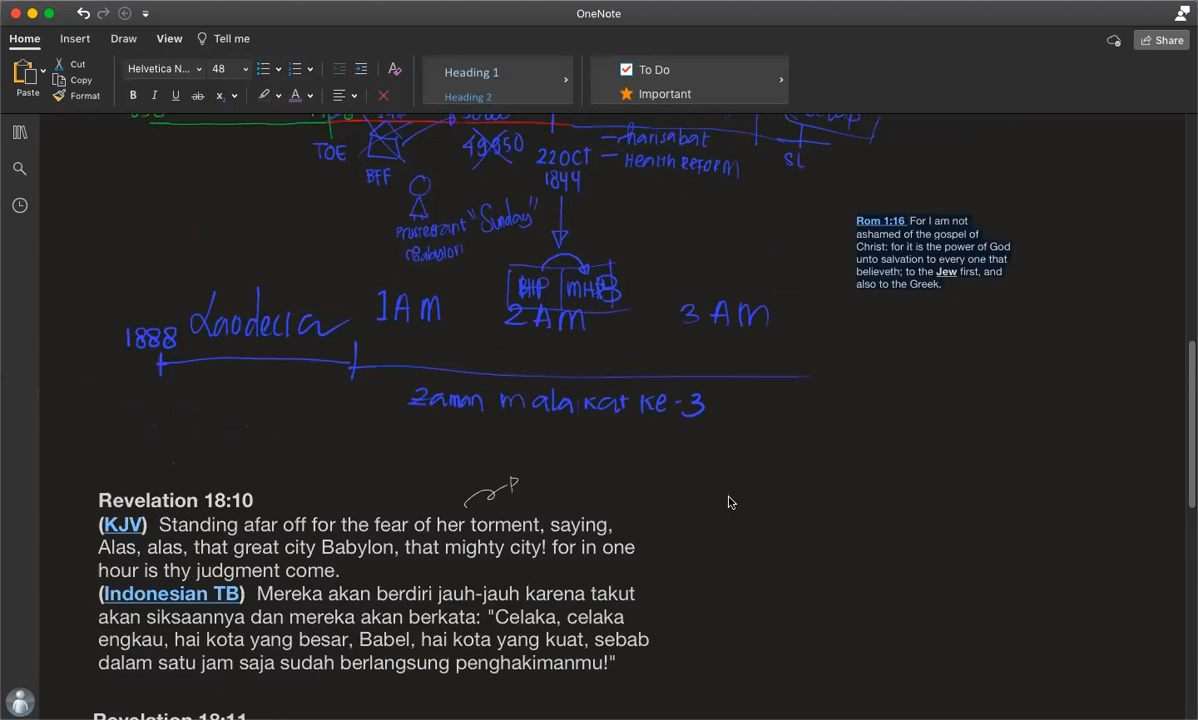 OneNote
Home Insert Draw View Tell me
Share
Paste
Cut
Copy
Format
Helvetica N... 48
B I U ab x₂ A
Heading 1
Heading 2
To Do
Important
TOE
BFF
49950
22 OCT
1844
- harisabat
- Health Reform
SL
"Sunday"
Babylon
Rom 1:16 For I am not
ashamed of the gospel of
Christ; for it is the power of God
unto salvation to every one that
believeth; to the Jew first, and
also to the Greek.
1888
1AM
2AM
3AM
Zaman malaikat ke-3
P
Revelation 18:10
(KJV) Standing afar off for the fear of her torment, saying,
Alas, alas, that great city Babylon, that mighty city! for in one
hour is thy judgment come.
(Indonesian TB) Mereka akan berdiri jauh-jauh karena takut
akan siksaannya dan mereka akan berkata: "Celaka, celaka
engkau, hai kota yang besar, Babel, hai kota yang kuat, sebab
dalam satu jam saja sudah berlangsung penghakimanmu!"
Revelation 18:11